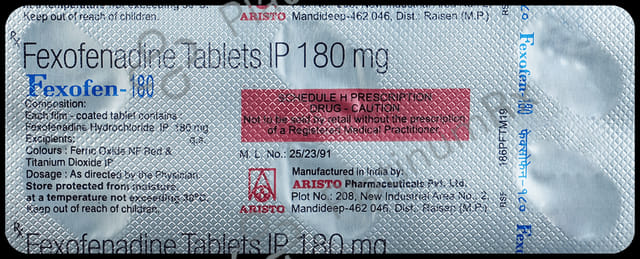 Keep out of reach of children.
ARISTO
Mandideep-462 046, Dist.: Raisen (M.P.)
Rx
Fexofenadine Tablets IP 180 mg
Fexofen-180
Composition:
Each film - coated tablet contains
Fexofenadine Hydrochloride IP 180 mg
Excipients: q.s.
Colours : Ferric Oxide NF Red &
Titanium Dioxide IP
Dosage : As directed by the Physician.
Store protected from moisture,
at a temperature not exceeding 30°C.
Keep out of reach of children.
SCHEDULE H PRESCRIPTION
DRUG - CAUTION
Not to be sold by retail without the prescription
of a Registered Medical Practitioner.
M. L. No.: 25/23/91
Manufactured in India by:
ARISTO Pharmaceuticals Pvt. Ltd.
Plot No.: 208, New Industrial Area No. 2,
Mandideep-462 046, Dist.: Raisen (M.P.)
ARISTO
166PFTM19
BSF
Fexofen-180
फेक्सोफेन-१८०
Rx
Fexofenadine Tablets IP 180 mg